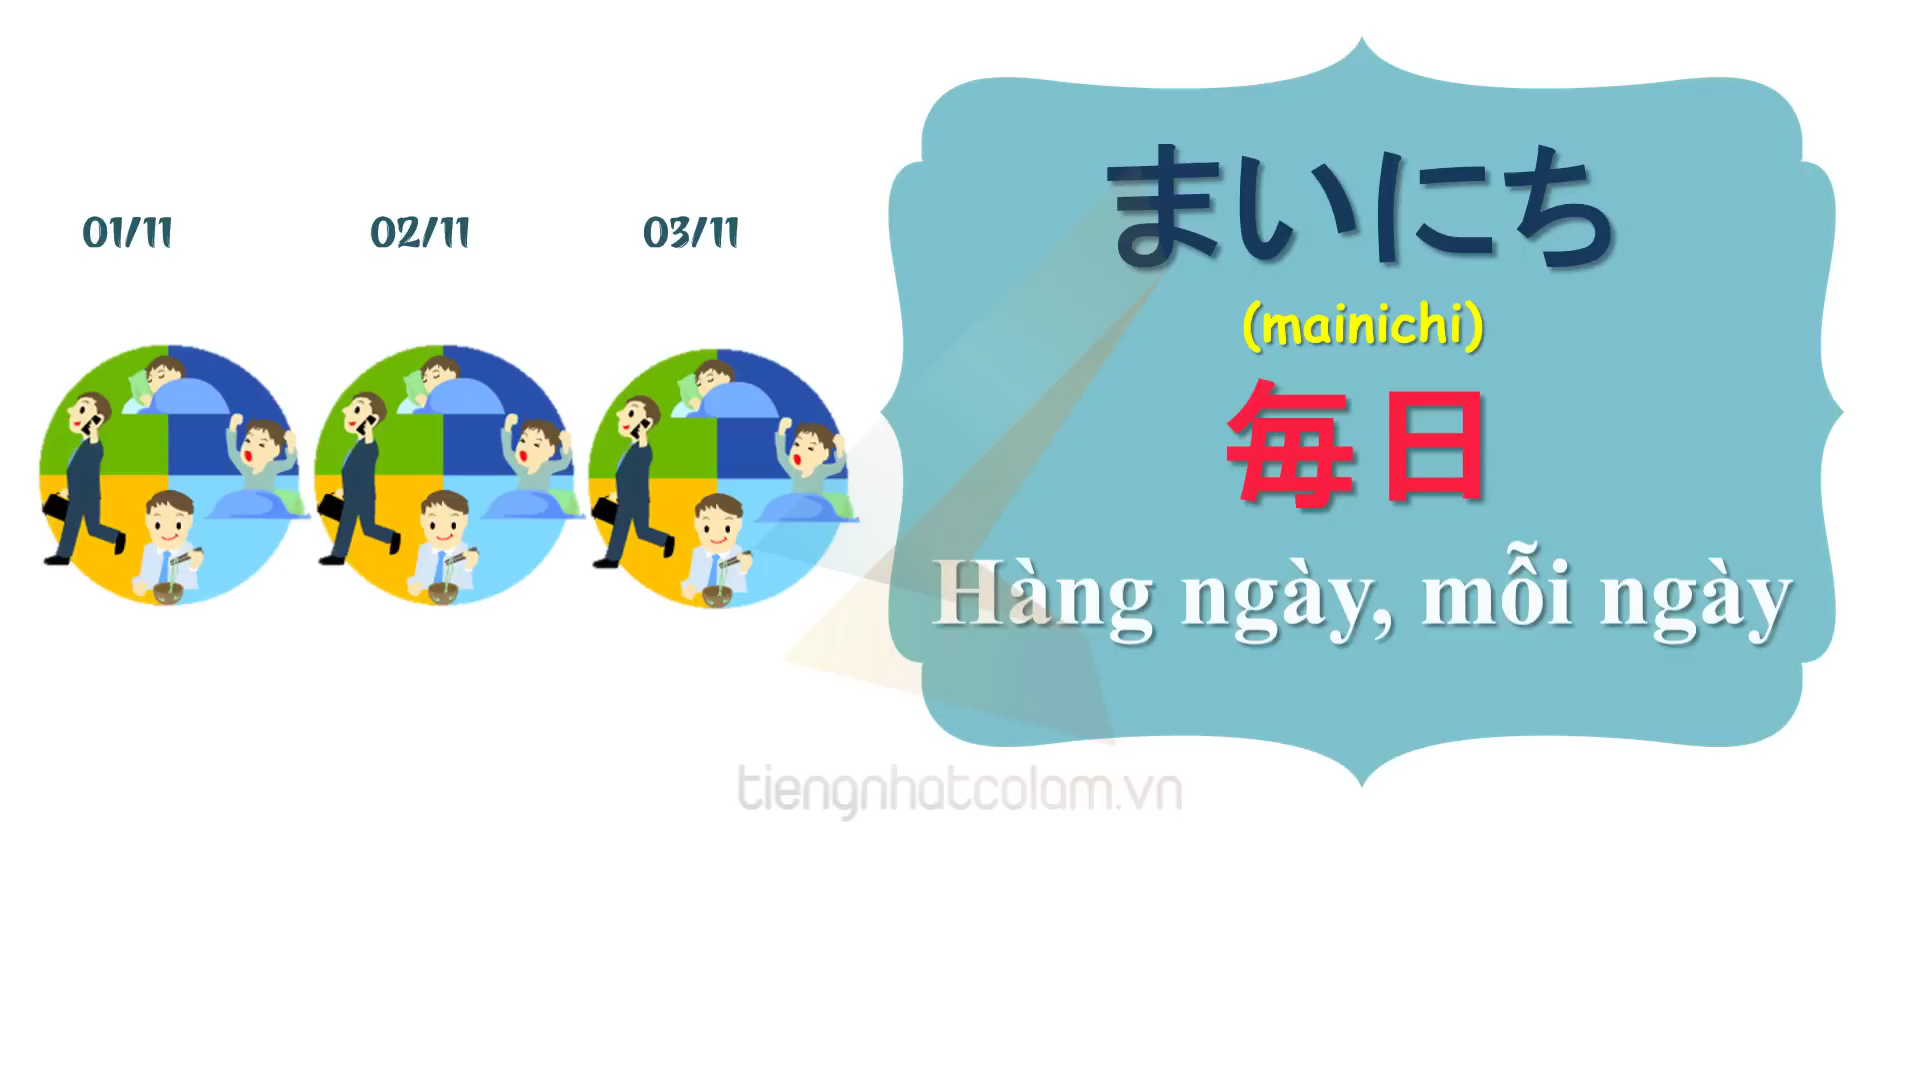 01/11 02/11 03/11
まいにち
(mainichi)
毎日
Hàng ngày, mỗi ngày
tiengnhatcolam.vn